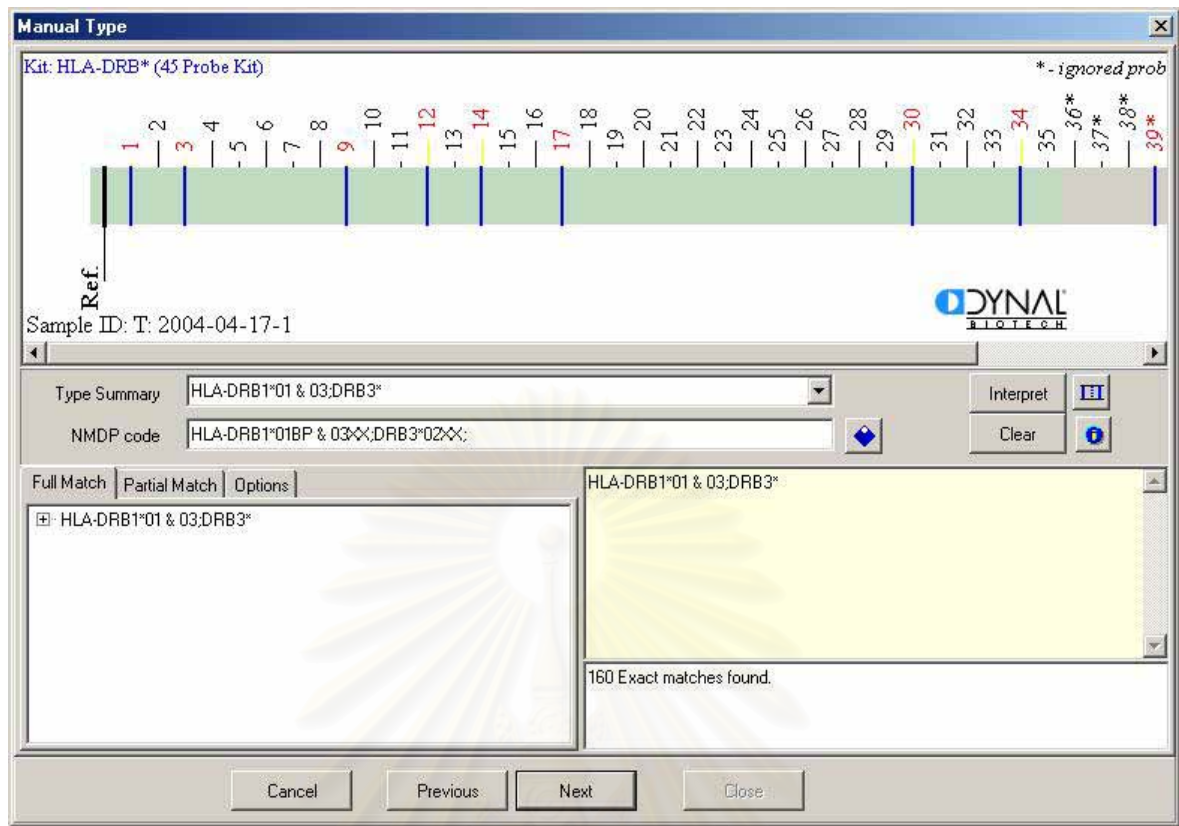 Manual Type
Kit: HLA-DRB* (45 Probe Kit)
*- ignored prob
1 2 3 4 5 6 7 8 9 10 11 12 13 14 15 16 17 18 19 20 21 22 23 24 25 26 27 28 29 30 31 32 33 34 35 36* 37* 38* 39*
Ref.
DYNAL
BIOTECH
Sample ID: T: 2004-04-17-1
Type Summary HLA-DRB1*01 & 03;DRB3* Interpret
NMDP code HLA-DRB1*01BP & 03XX;DRB3*02XX; Clear
Full Match Partial Match Options
HLA-DRB1*01 & 03;DRB3*
HLA-DRB1*01 & 03;DRB3*
160 Exact matches found.
Cancel Previous Next Close